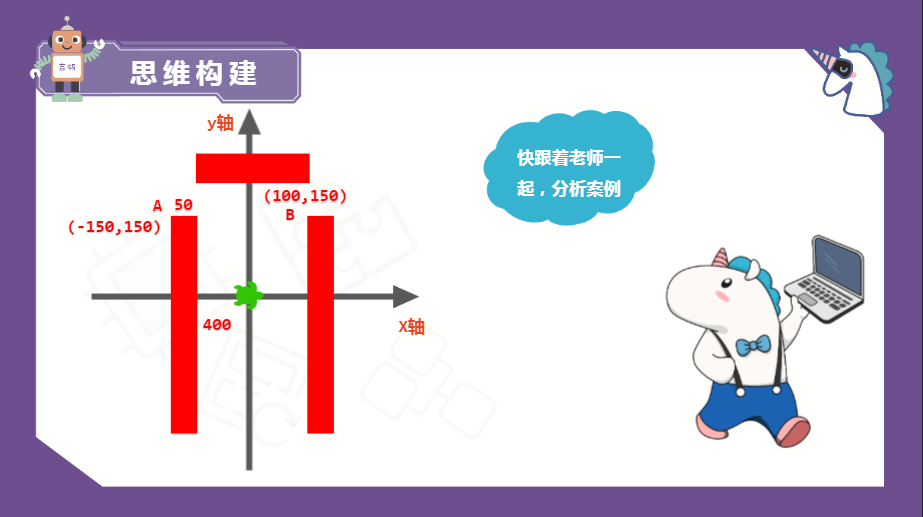 思维构建
y轴
快跟着老师一
起，分析案例
(100,150)
A 50
B
(-150,150)
400
X轴